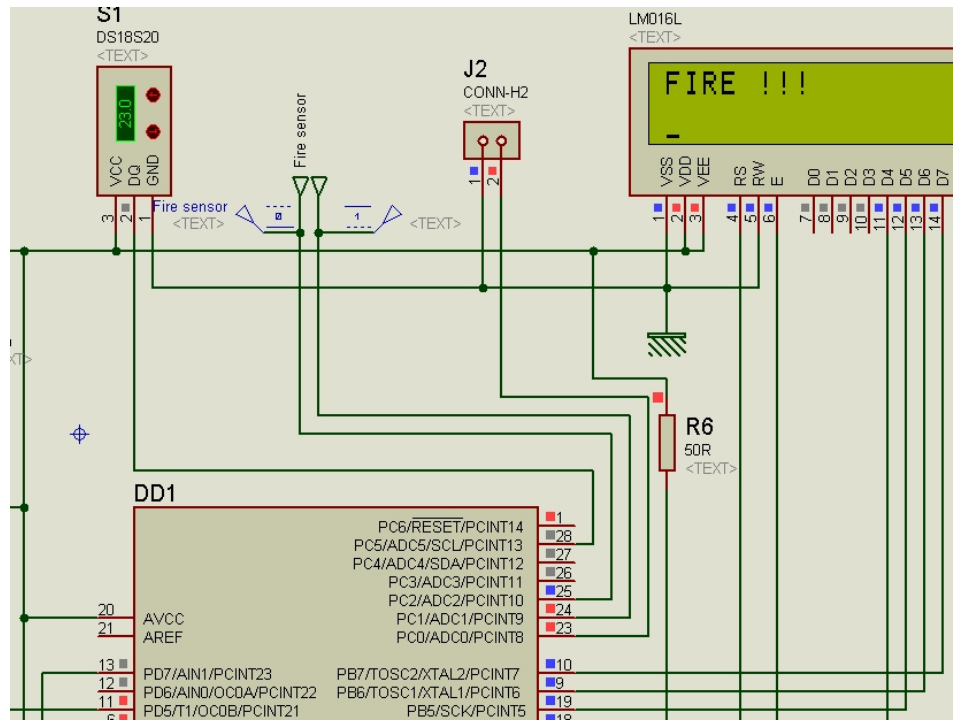 S1
DS18S20
<TEXT>
23.0
VCC
DQ
GND
3
2
1
Fire sensor
Fire sensor
<TEXT>
0
1
<TEXT>
J2
CONN-H2
<TEXT>
1
2
LM016L
<TEXT>
FIRE !!!
_
VSS
VDD
VEE
RS
RW
E
D0
D1
D2
D3
D4
D5
D6
D7
1
2
3
4
5
6
7
8
9
10
11
12
13
14
R6
50R
<TEXT>
DD1
PC6/RESET/PCINT14
1
PC5/ADC5/SCL/PCINT13
28
PC4/ADC4/SDA/PCINT12
27
PC3/ADC3/PCINT11
26
PC2/ADC2/PCINT10
25
20
AVCC
PC1/ADC1/PCINT9
24
21
AREF
PC0/ADC0/PCINT8
23
13
PD7/AIN1/PCINT23
PB7/TOSC2/XTAL2/PCINT7
10
12
PD6/AIN0/OC0A/PCINT22
PB6/TOSC1/XTAL1/PCINT6
9
11
PD5/T1/OC0B/PCINT21
PB5/SCK/PCINT5
19
6
18